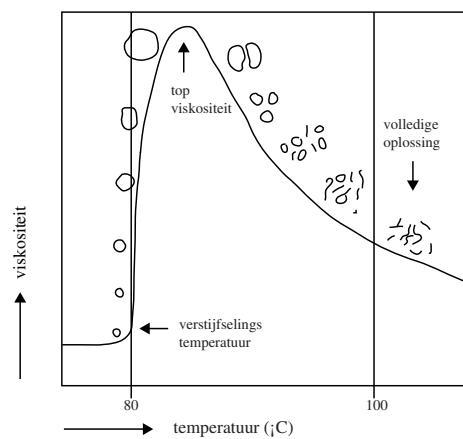 top
viskositeit
volledige
oplossing
viskositeit
verstijfselings
temperatuur
80
100
temperatuur (¡C)